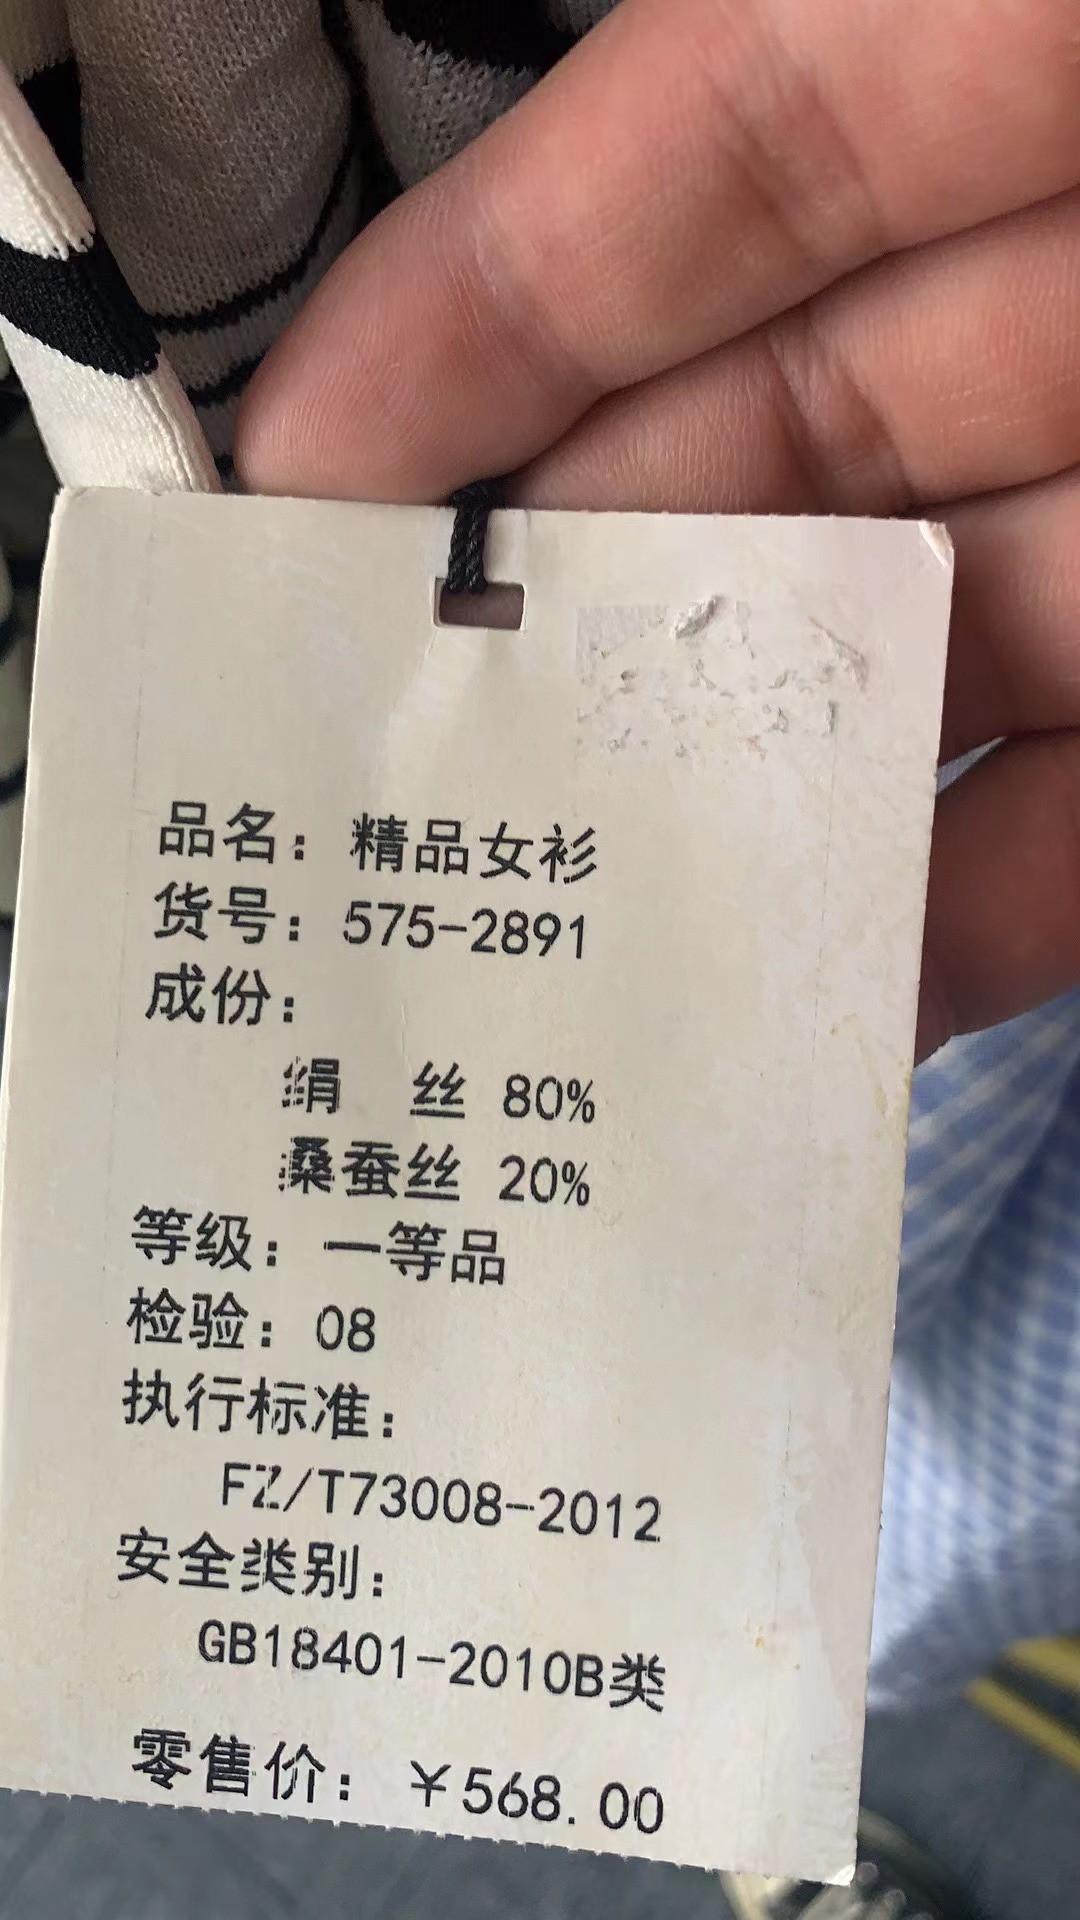 品名：精品女衫
货号：575-2891
成份：
绢 丝 80%
桑蚕丝 20%
等级：一等品
检验：08
执行标准：
FZ/T73008-2012
安全类别：
GB18401-2010B类
零售价：￥568.00